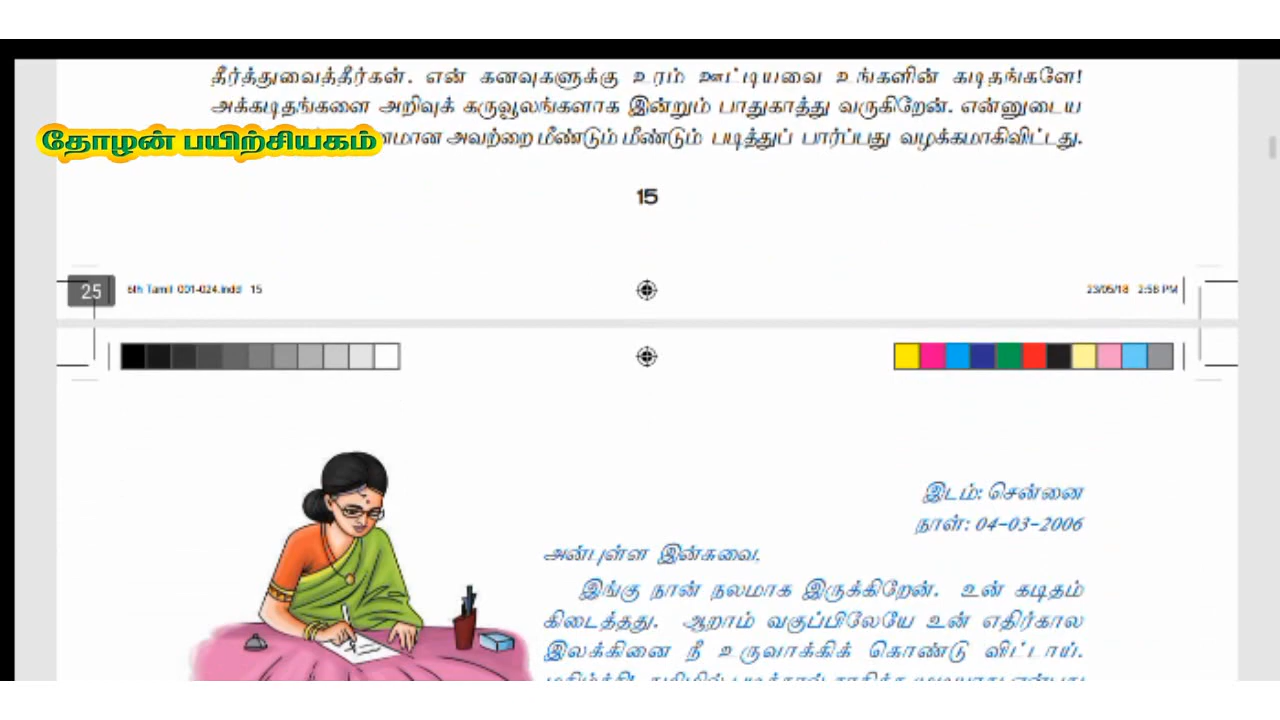 தீர்த்துவைத்தீர்கள். என் கனவுகளுக்கு உரம் ஊட்டியவை உங்களின் கடிதங்களே!
அக்கடிதங்களை அறிவுக் கருவூலங்களாக இன்றும் பாதுகாத்து வருகிறேன். என்னுடைய
தோழன் பயிற்சியகம்
அவற்றை மீண்டும் மீண்டும் படித்துப் பார்ப்பது வழக்கமாகிவிட்டது.
15
25
6th Tamil 001-024.indd 15
23/05/18 2:56 PM
இடம்: சென்னை
நாள்: 04-03-2006
அன்புள்ள இன்சுவை,
இங்கு நான் நலமாக இருக்கிறேன். உன் கடிதம்
கிடைத்தது. ஆறாம் வகுப்பிலேயே உன் எதிர்கால
இலக்கினை நீ உருவாக்கிக் கொண்டு விட்டாய்.